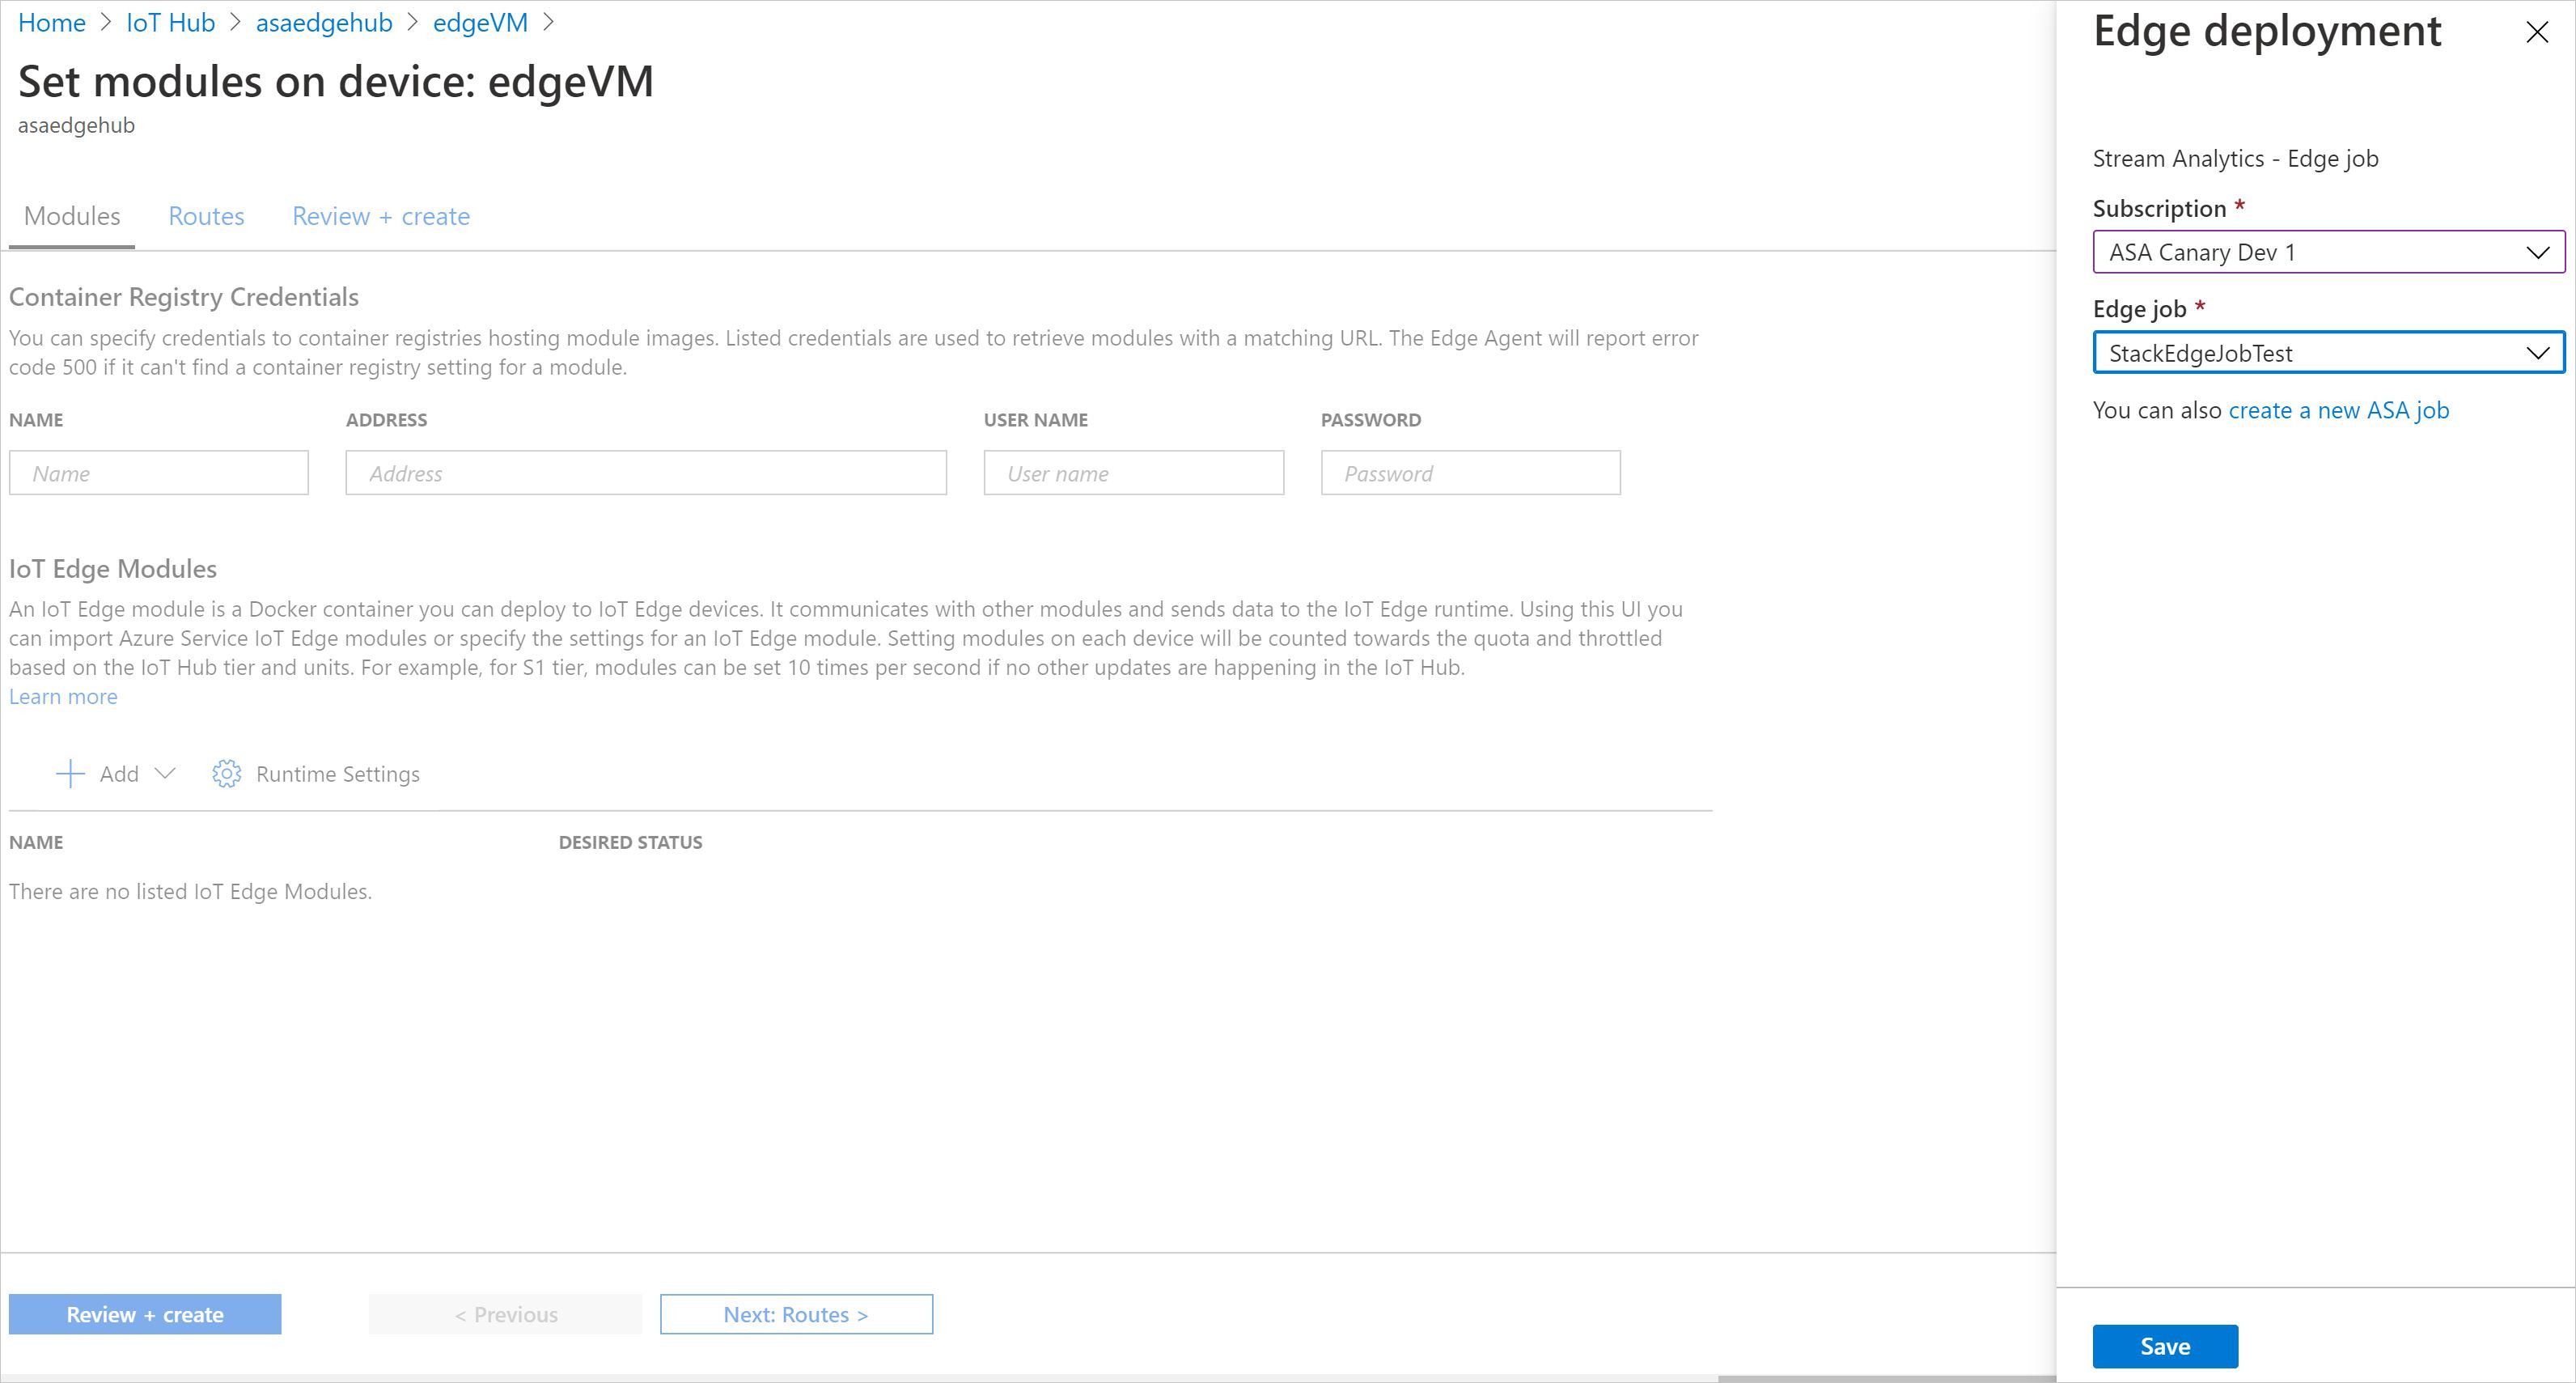 Home > IoT Hub > asaedgehub > edgeVM >
Set modules on device: edgeVM
asaedgehub
Modules Routes Review + create
Container Registry Credentials
You can specify credentials to container registries hosting module images. Listed credentials are used to retrieve modules with a matching URL. The Edge Agent will report error
code 500 if it can't find a container registry setting for a module.
NAME ADDRESS USER NAME PASSWORD
Name Address User name Password
IoT Edge Modules
An IoT Edge module is a Docker container you can deploy to IoT Edge devices. It communicates with other modules and sends data to the IoT Edge runtime. Using this UI you
can import Azure Service IoT Edge modules or specify the settings for an IoT Edge module. Setting modules on each device will be counted towards the quota and throttled
based on the IoT Hub tier and units. For example, for S1 tier, modules can be set 10 times per second if no other updates are happening in the IoT Hub.
Learn more
Add Runtime Settings
NAME DESIRED STATUS
There are no listed IoT Edge Modules.
Review + create < Previous Next: Routes >
Edge deployment
Stream Analytics - Edge job
Subscription *
ASA Canary Dev 1
Edge job *
StackEdgeJobTest
You can also create a new ASA job
Save